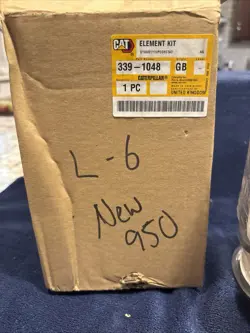 CAT
ELEMENT KIT
339-1048
GB
CATERPILLAR
1 PC
UNITED KINGDOM
L-6
New
950